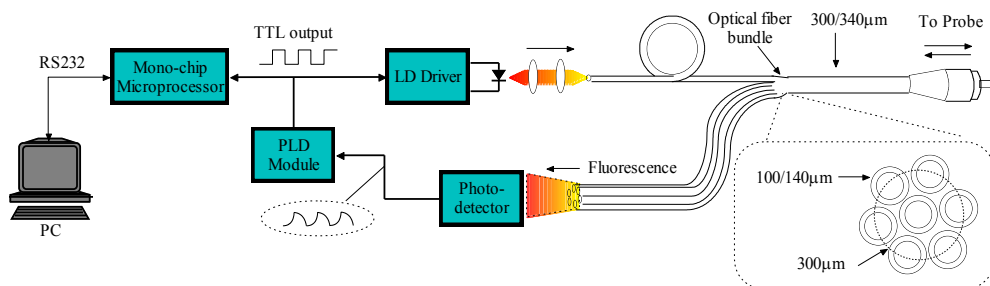 RS232
Mono-chip
Microprocessor
TTL output
LD Driver
Optical fiber
bundle
300/340μm
To Probe
PLD
Module
Photo-
detector
Fluorescence
PC
100/140μm
300μm